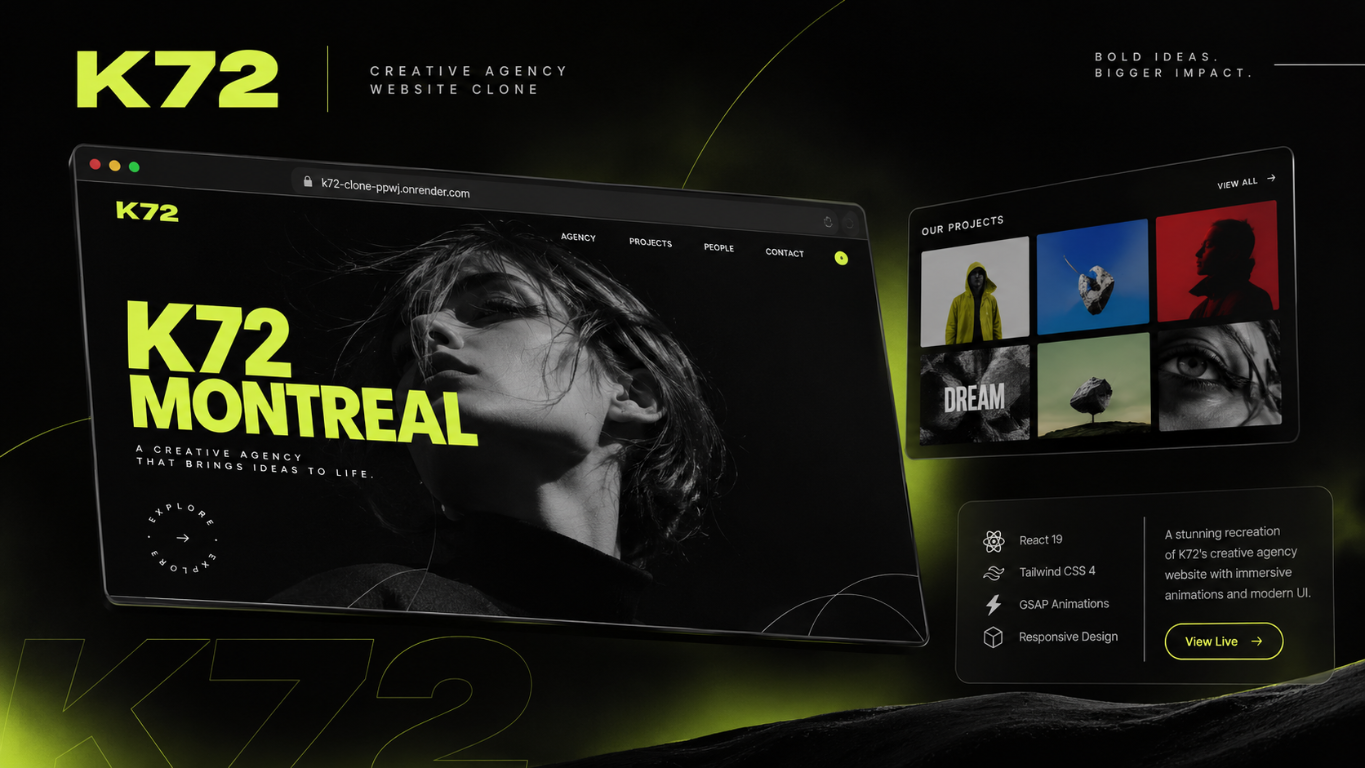 K72
CREATIVE AGENCY
WEBSITE CLONE
BOLD IDEAS.
BIGGER IMPACT.
k72-clone-ppwj.onrender.com
K72
AGENCY
PROJECTS
PEOPLE
CONTACT
K72
MONTREAL
A CREATIVE AGENCY
THAT BRINGS IDEAS TO LIFE.
EXPLORE · EXPLORE ·
OUR PROJECTS
VIEW ALL →
DREAM
React 19
Tailwind CSS 4
GSAP Animations
Responsive Design
A stunning recreation
of K72's creative agency
website with immersive
animations and modern UI.
View Live →
K72